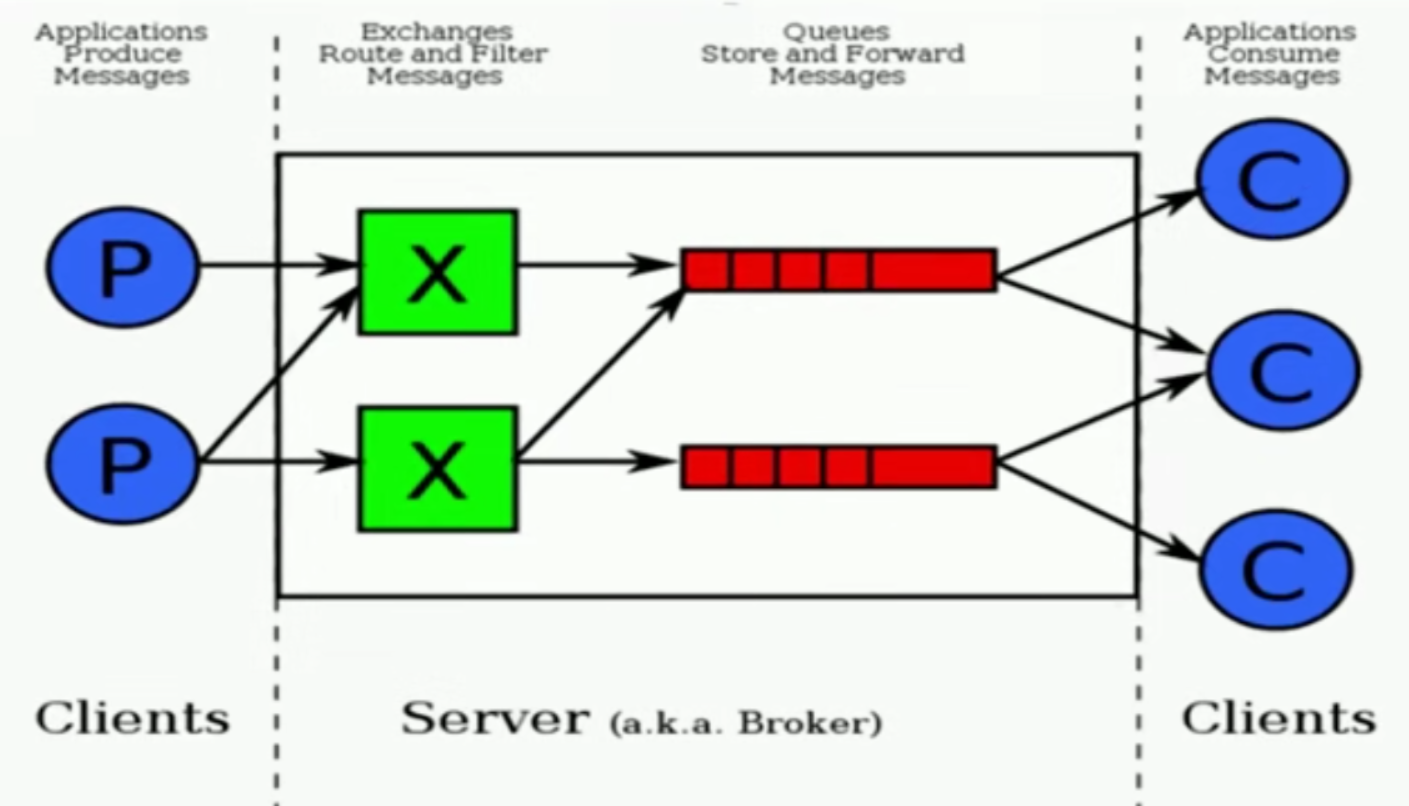 Applications
Produce
Messages
Exchanges
Route and Filter
Messages
Queues
Store and Forward
Messages
Applications
Consume
Messages
P
X
C
C
P
X
C
Clients
Server (a.k.a. Broker)
Clients